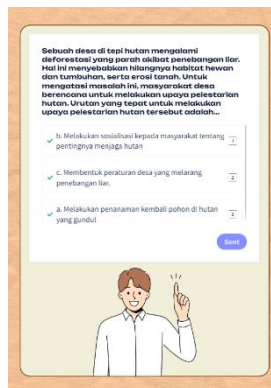 Sebuah desa di tepi hutan mengalami
deforestasi yang parah akibat penebangan liar.
Hal ini menyebabkan hilangnya habitat hewan
dan tumbuhan, serta erosi tanah. Untuk
mengatasi masalah ini, masyarakat desa
berencana untuk melakukan upaya pelestarian
hutan. Urutan yang tepat untuk melakukan
upaya pelestarian hutan tersebut adalah...
b. Melakukan sosialisasi kepada masyarakat tentang 1
pentingnya menjaga hutan
c. Membentuk peraturan desa yang melarang 2
penebangan liar.
a. Melakukan penanaman kembali pohon di hutan
yang gundul